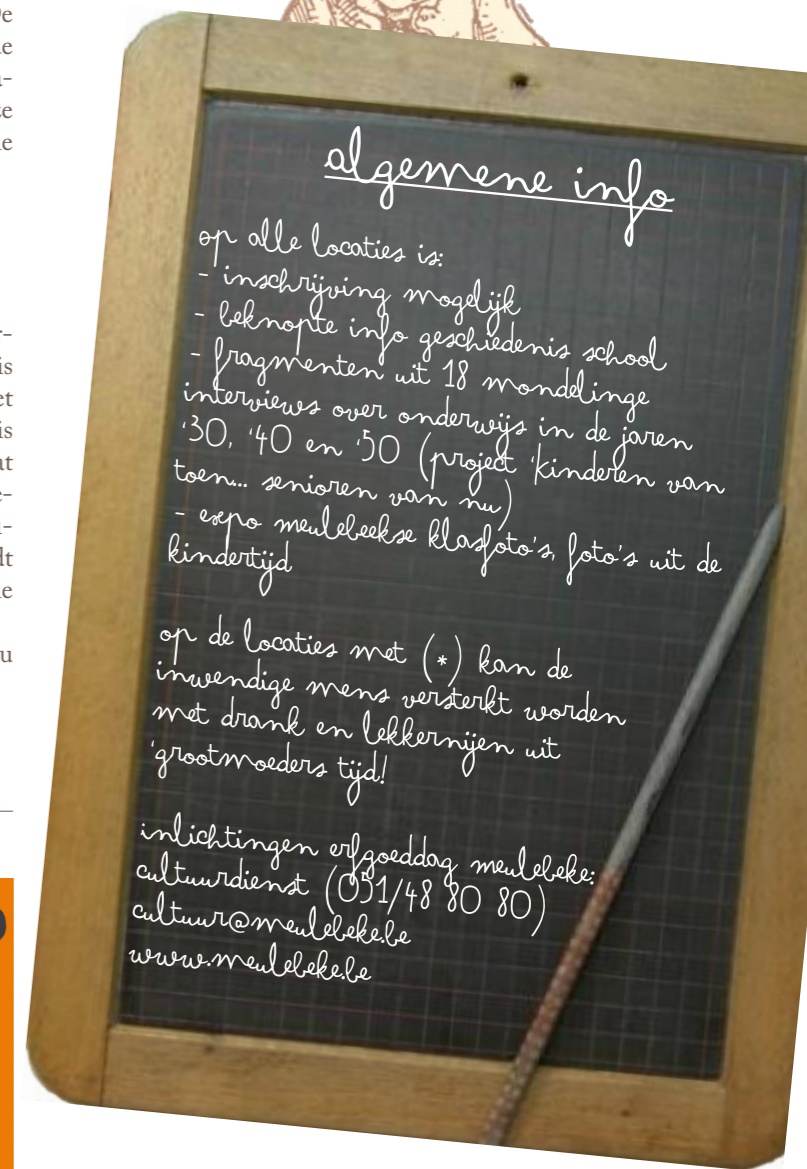 algemene info
op alle locaties is:
- inschrijving mogelijk
- beknopte info geschiedenis school
- fragmenten uit 18 mondelinge
interviews over onderwijs in de jaren
'30, '40 en '50 (project 'kinderen van
toen... senioren van nu)
- expo meulebeekse klasfoto's, foto's uit de
kindertijd
op de locaties met (*) kan de
inwendige mens versterkt worden
met drank en lekkernijen uit
'grootmoeders tijd!
inlichtingen erfgoeddag meulebeke:
cultuurdienst (051/48 80 80)
cultuur@meulebeke.be
www.meulebeke.be